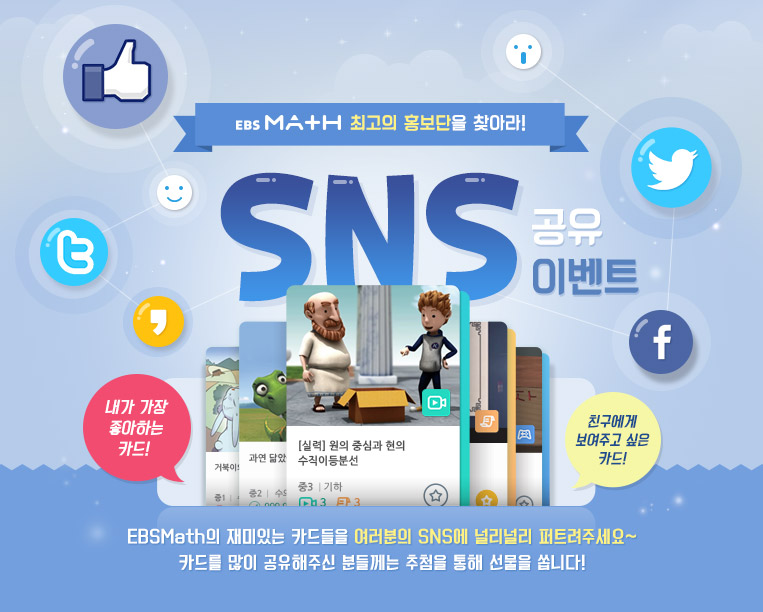 EBS MATH 최고의 홍보단을 찾아라!
SNS
공유
이벤트
내가 가장
좋아하는
카드!
친구에게
보여주고 싶은
카드!
거북이와
중1
과연 닮았
중2
[실력] 원의 중심과 현의
수직이등분선
중3 | 기하
3 3
EBSMath의 재미있는 카드들을 여러분의 SNS에 널리널리 퍼트려주세요~
카드를 많이 공유해주신 분들께는 추첨을 통해 선물을 쏩니다!